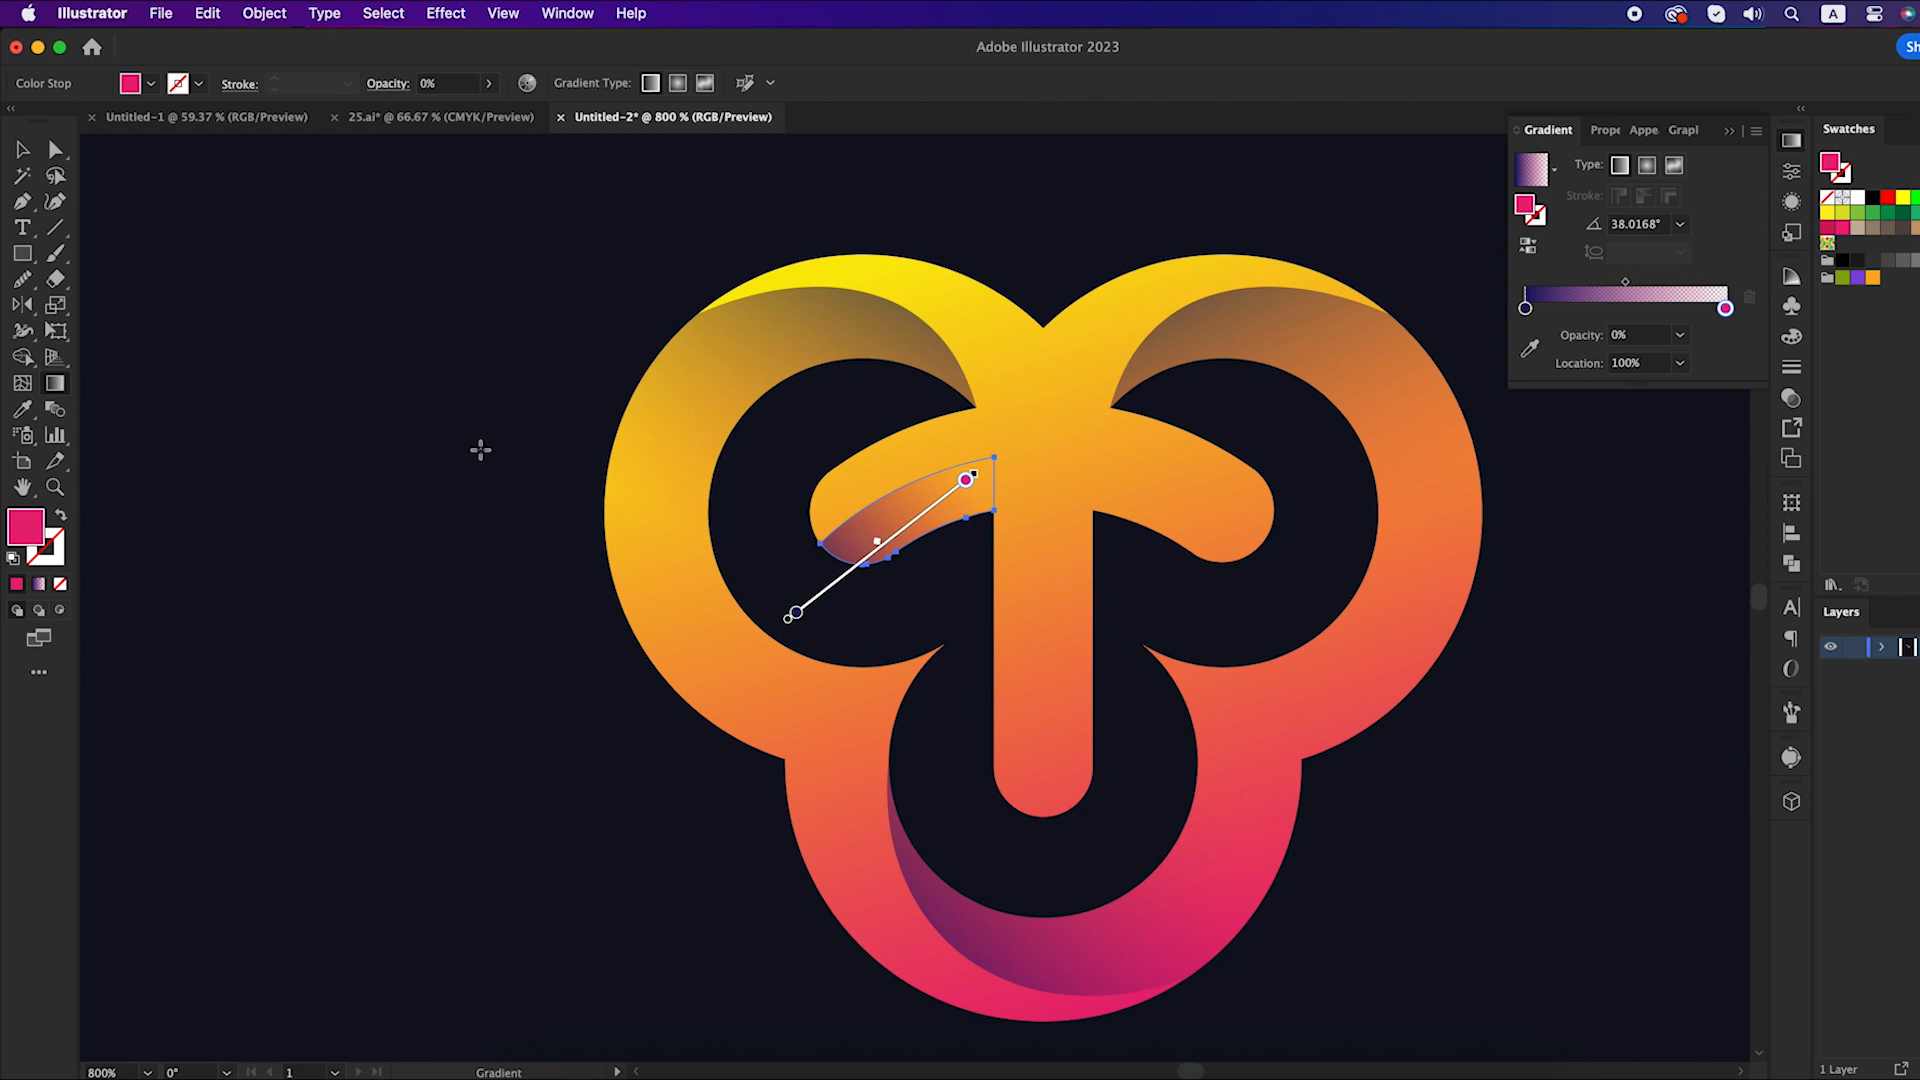 Illustrator File Edit Object Type Select Effect View Window Help A
Adobe Illustrator 2023 Sh
Color Stop Stroke: Opacity: 0% Gradient Type:
Untitled-1 @ 59.37 % (RGB/Preview) 25.ai* @ 66.67 % (CMYK/Preview) Untitled-2* @ 800 % (RGB/Preview)
Gradient Prope Appe Grapl
Swatches
Type:
Stroke:
38.0168°
Opacity: 0%
Location: 100%
Layers
800% 0° 1 Gradient
1 Layer